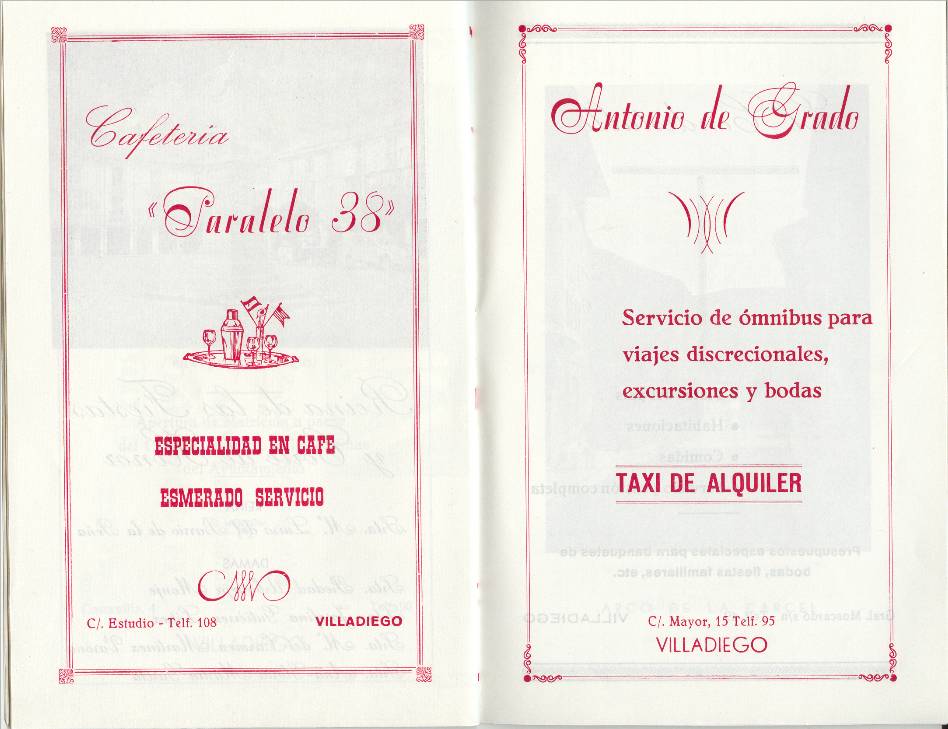 Cafeteria
"Paralelo 38"
ESPECIALIDAD EN CAFE
ESMERADO SERVICIO
C/. Estudio - Telf. 108 VILLADIEGO
Antonio de Grado
Servicio de ómnibus para
viajes discrecionales,
excursiones y bodas
TAXI DE ALQUILER
C/. Mayor, 15 Telf. 95
VILLADIEGO